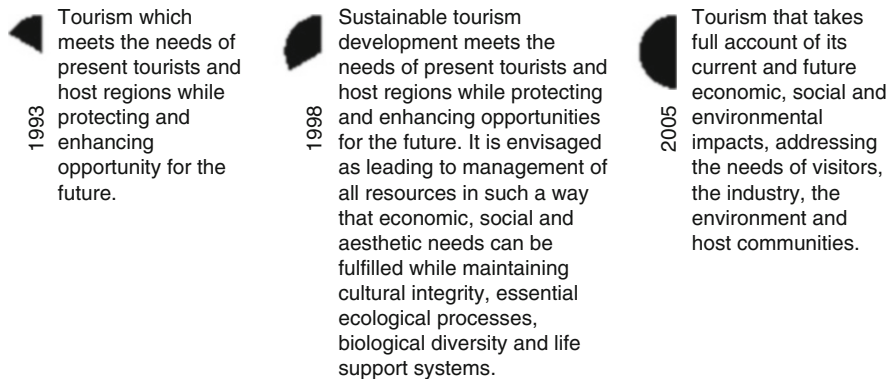 1993
Tourism which
meets the needs of
present tourists and
host regions while
protecting and
enhancing
opportunity for the
future.
1998
Sustainable tourism
development meets the
needs of present tourists and
host regions while protecting
and enhancing opportunities
for the future. It is envisaged
as leading to management of
all resources in such a way
that economic, social and
aesthetic needs can be
fulfilled while maintaining
cultural integrity, essential
ecological processes,
biological diversity and life
support systems.
2005
Tourism that takes
full account of its
current and future
economic, social and
environmental
impacts, addressing
the needs of visitors,
the industry, the
environment and
host communities.